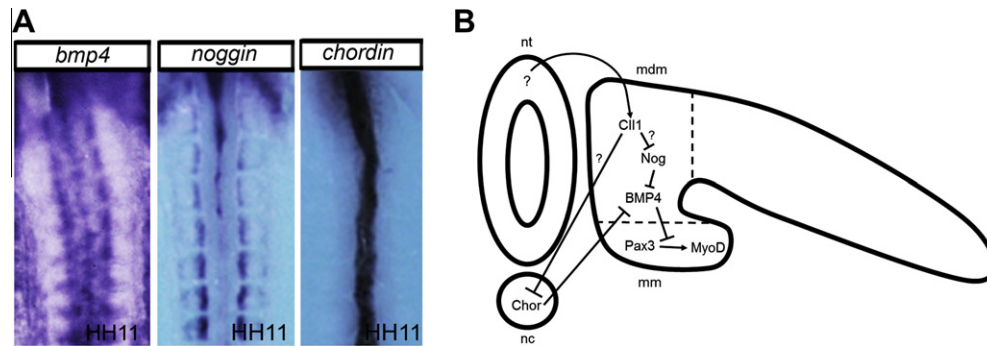 A
bmp4
noggin
chordin
HH11
HH11
HH11
B
nt
mdm
?
Cll1
?
?
Nog
BMP4
Pax3
MyoD
mm
Chor
nc